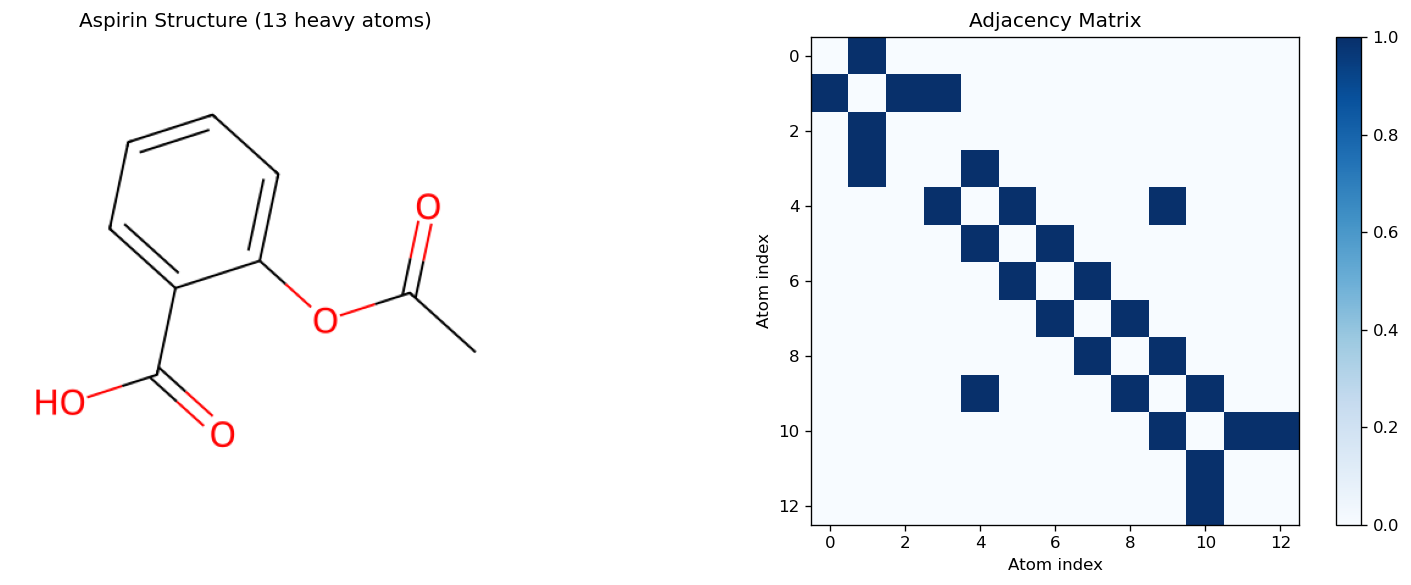 Aspirin Structure (13 heavy atoms)
O
O
HO
O
Adjacency Matrix
Atom index
0
2
4
6
8
10
12
0 2 4 6 8 10 12
Atom index
1.0
0.8
0.6
0.4
0.2
0.0